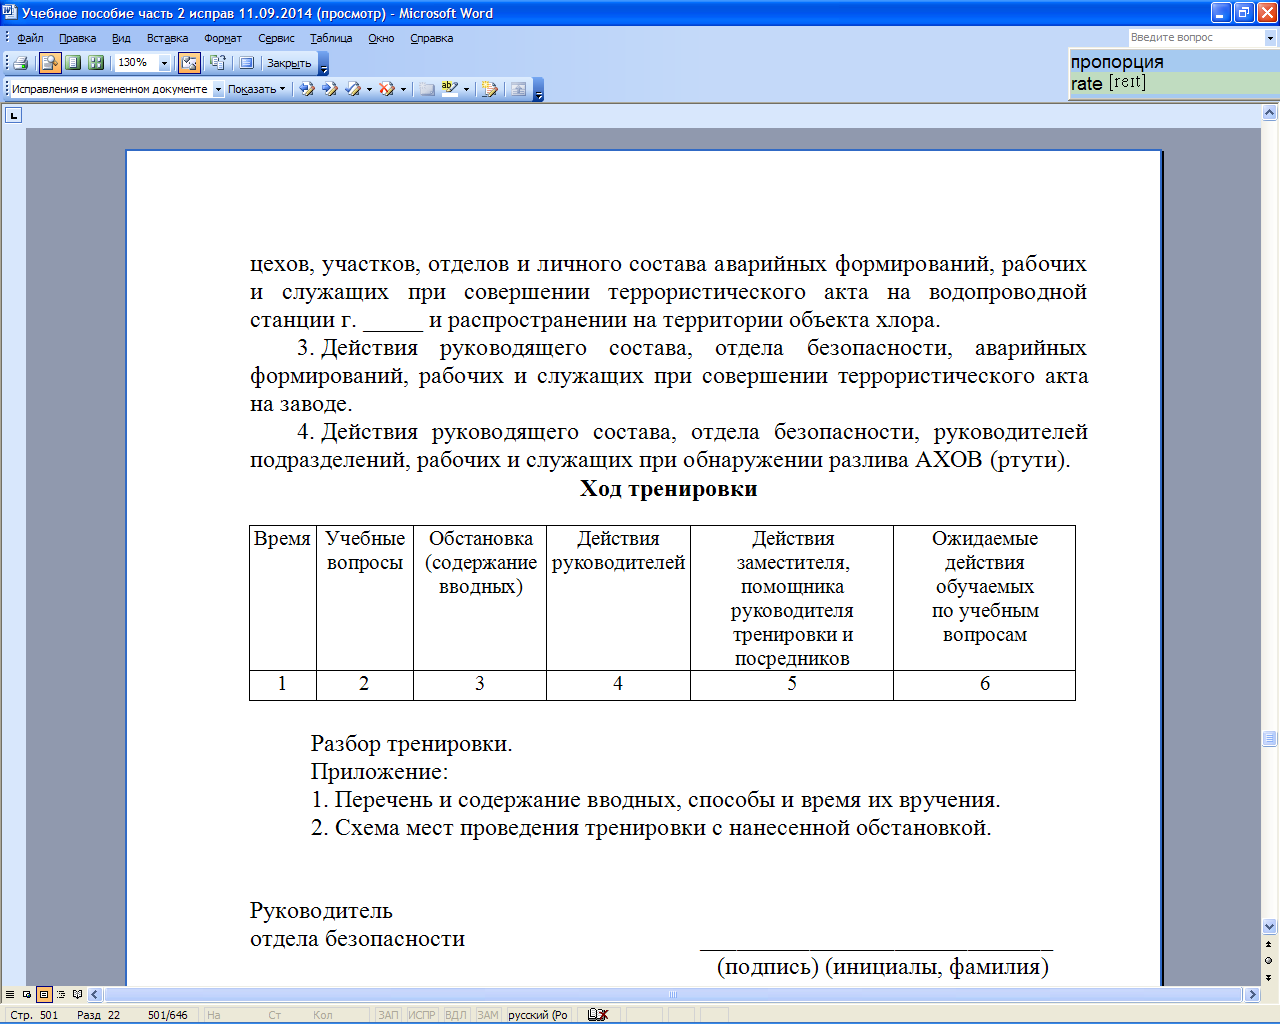 Учебное пособие часть 2 исправ 11.09.2014 (просмотр) - Microsoft Word
Файл Правка Вид Вставка Формат Сервис Таблица Окно Справка
Введите вопрос
130% Закрыть
пропорция
rate [reɪt]
Исправления в измененном документе Показать
цехов, участков, отделов и личного состава аварийных формирований, рабочих
и служащих при совершении террористического акта на водопроводной
станции г. _____ и распространении на территории объекта хлора.
3. Действия руководящего состава, отдела безопасности, аварийных
формирований, рабочих и служащих при совершении террористического акта
на заводе.
4. Действия руководящего состава, отдела безопасности, руководителей
подразделений, рабочих и служащих при обнаружении разлива АХОВ (ртути).
Ход тренировки
Время
Учебные
вопросы
Обстановка
(содержание
вводных)
Действия
руководителей
Действия
заместителя,
помощника
руководителя
тренировки и
посредников
Ожидаемые
действия
обучаемых
по учебным
вопросам
1 2 3 4 5 6
Разбор тренировки.
Приложение:
1. Перечень и содержание вводных, способы и время их вручения.
2. Схема мест проведения тренировки с нанесенной обстановкой.
Руководитель
отдела безопасности _____________________________
(подпись) (инициалы, фамилия)
Стр. 501 Разд 22 501/646 На Ст Кол ЗАП ИСПР ВДЛ ЗАМ русский (Ро